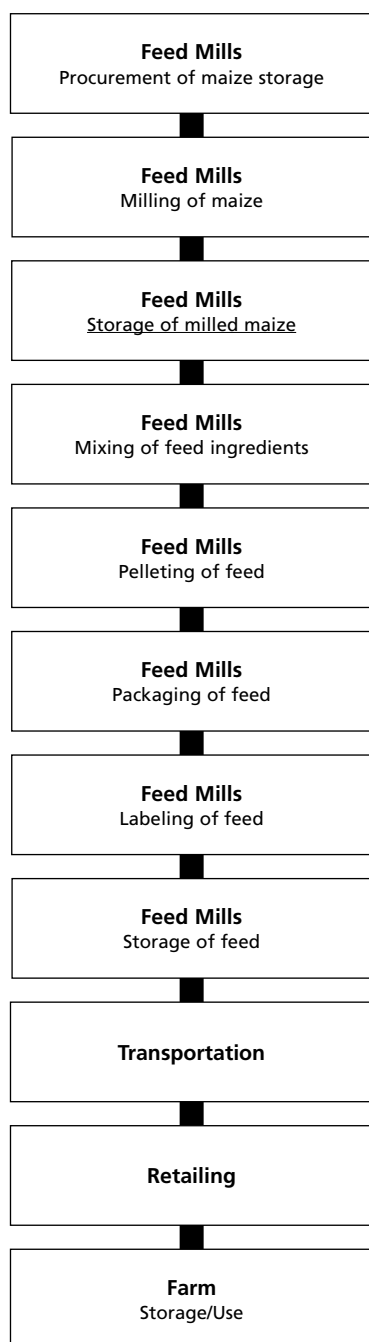 Feed Mills
Procurement of maize storage
Feed Mills
Milling of maize
Feed Mills
Storage of milled maize
Feed Mills
Mixing of feed ingredients
Feed Mills
Pelleting of feed
Feed Mills
Packaging of feed
Feed Mills
Labeling of feed
Feed Mills
Storage of feed
Transportation
Retailing
Farm
Storage/Use